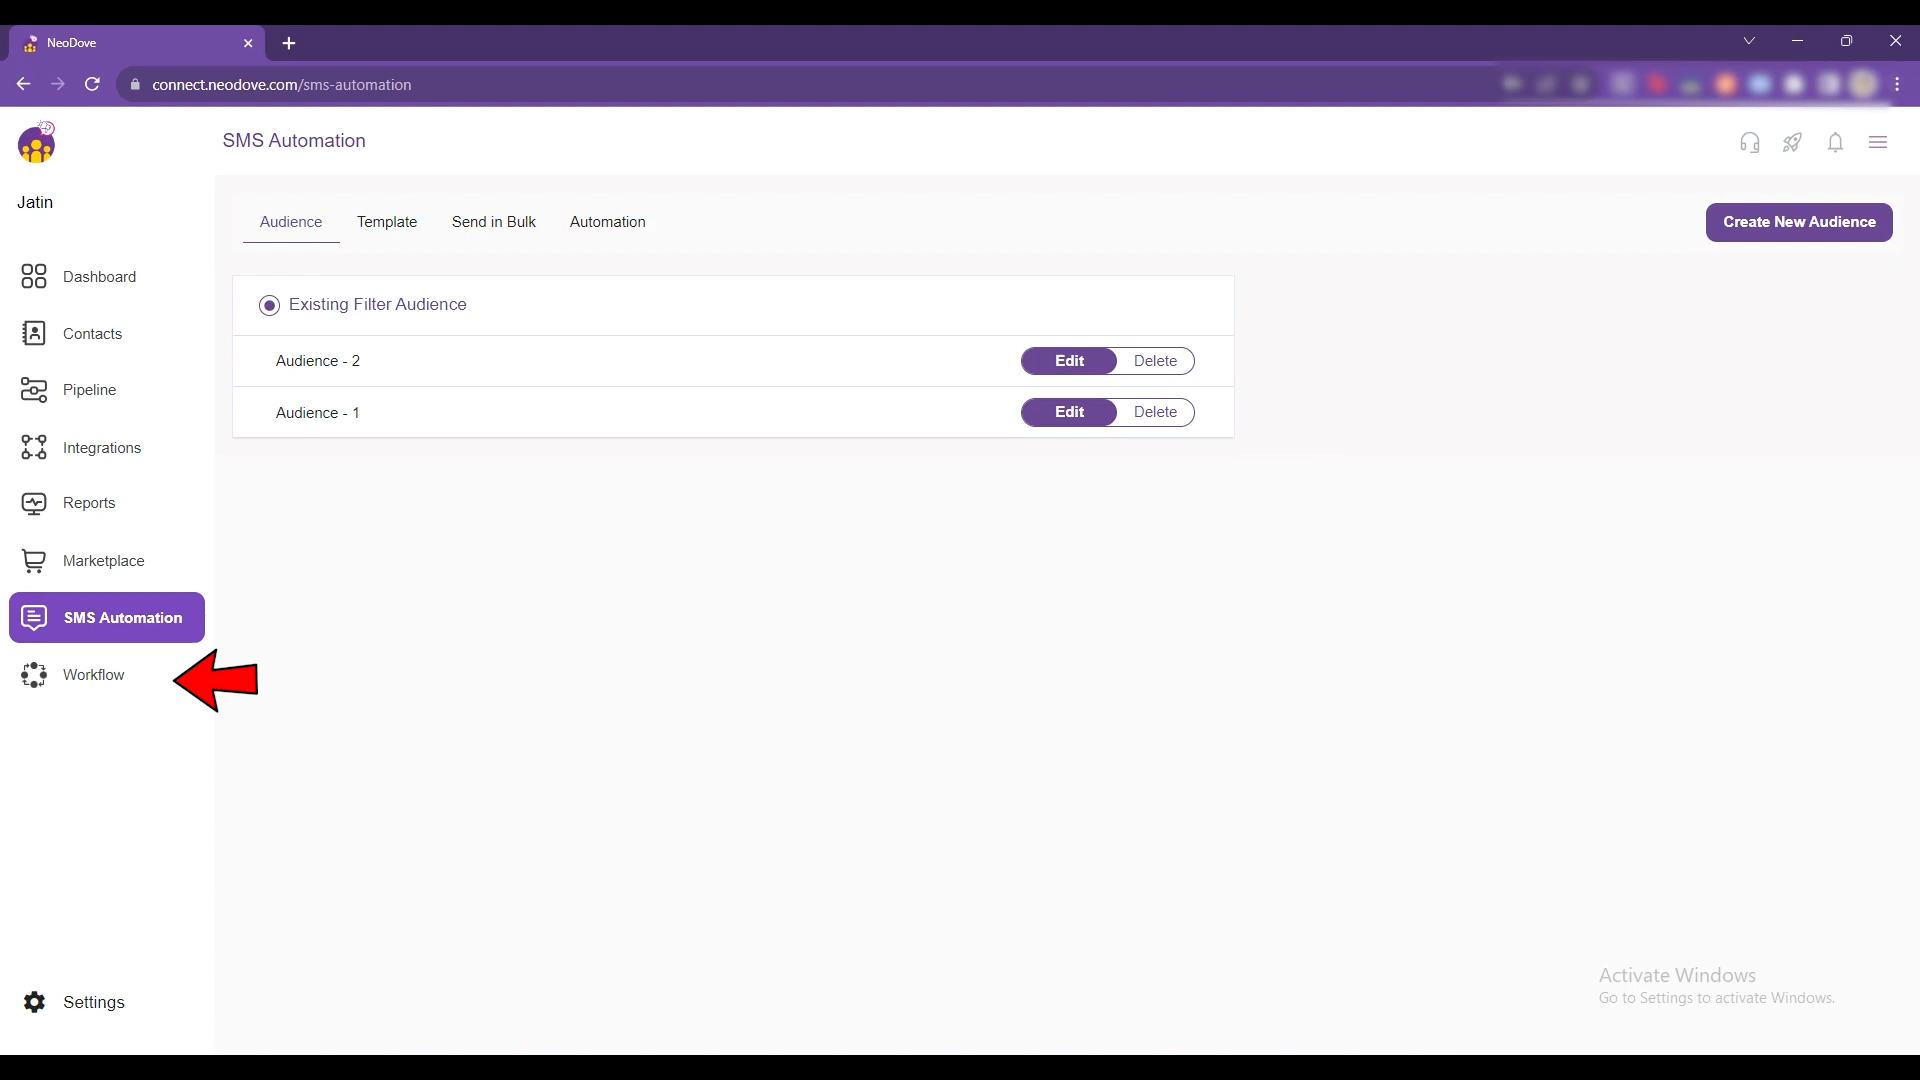 NeoDove
connect.neodove.com/sms-automation
SMS Automation
Jatin
Audience Template Send in Bulk Automation
Create New Audience
Dashboard
Existing Filter Audience
Contacts
Audience - 2 Edit Delete
Pipeline
Audience - 1 Edit Delete
Integrations
Reports
Marketplace
SMS Automation
Workflow
Activate Windows
Go to Settings to activate Windows.
Settings